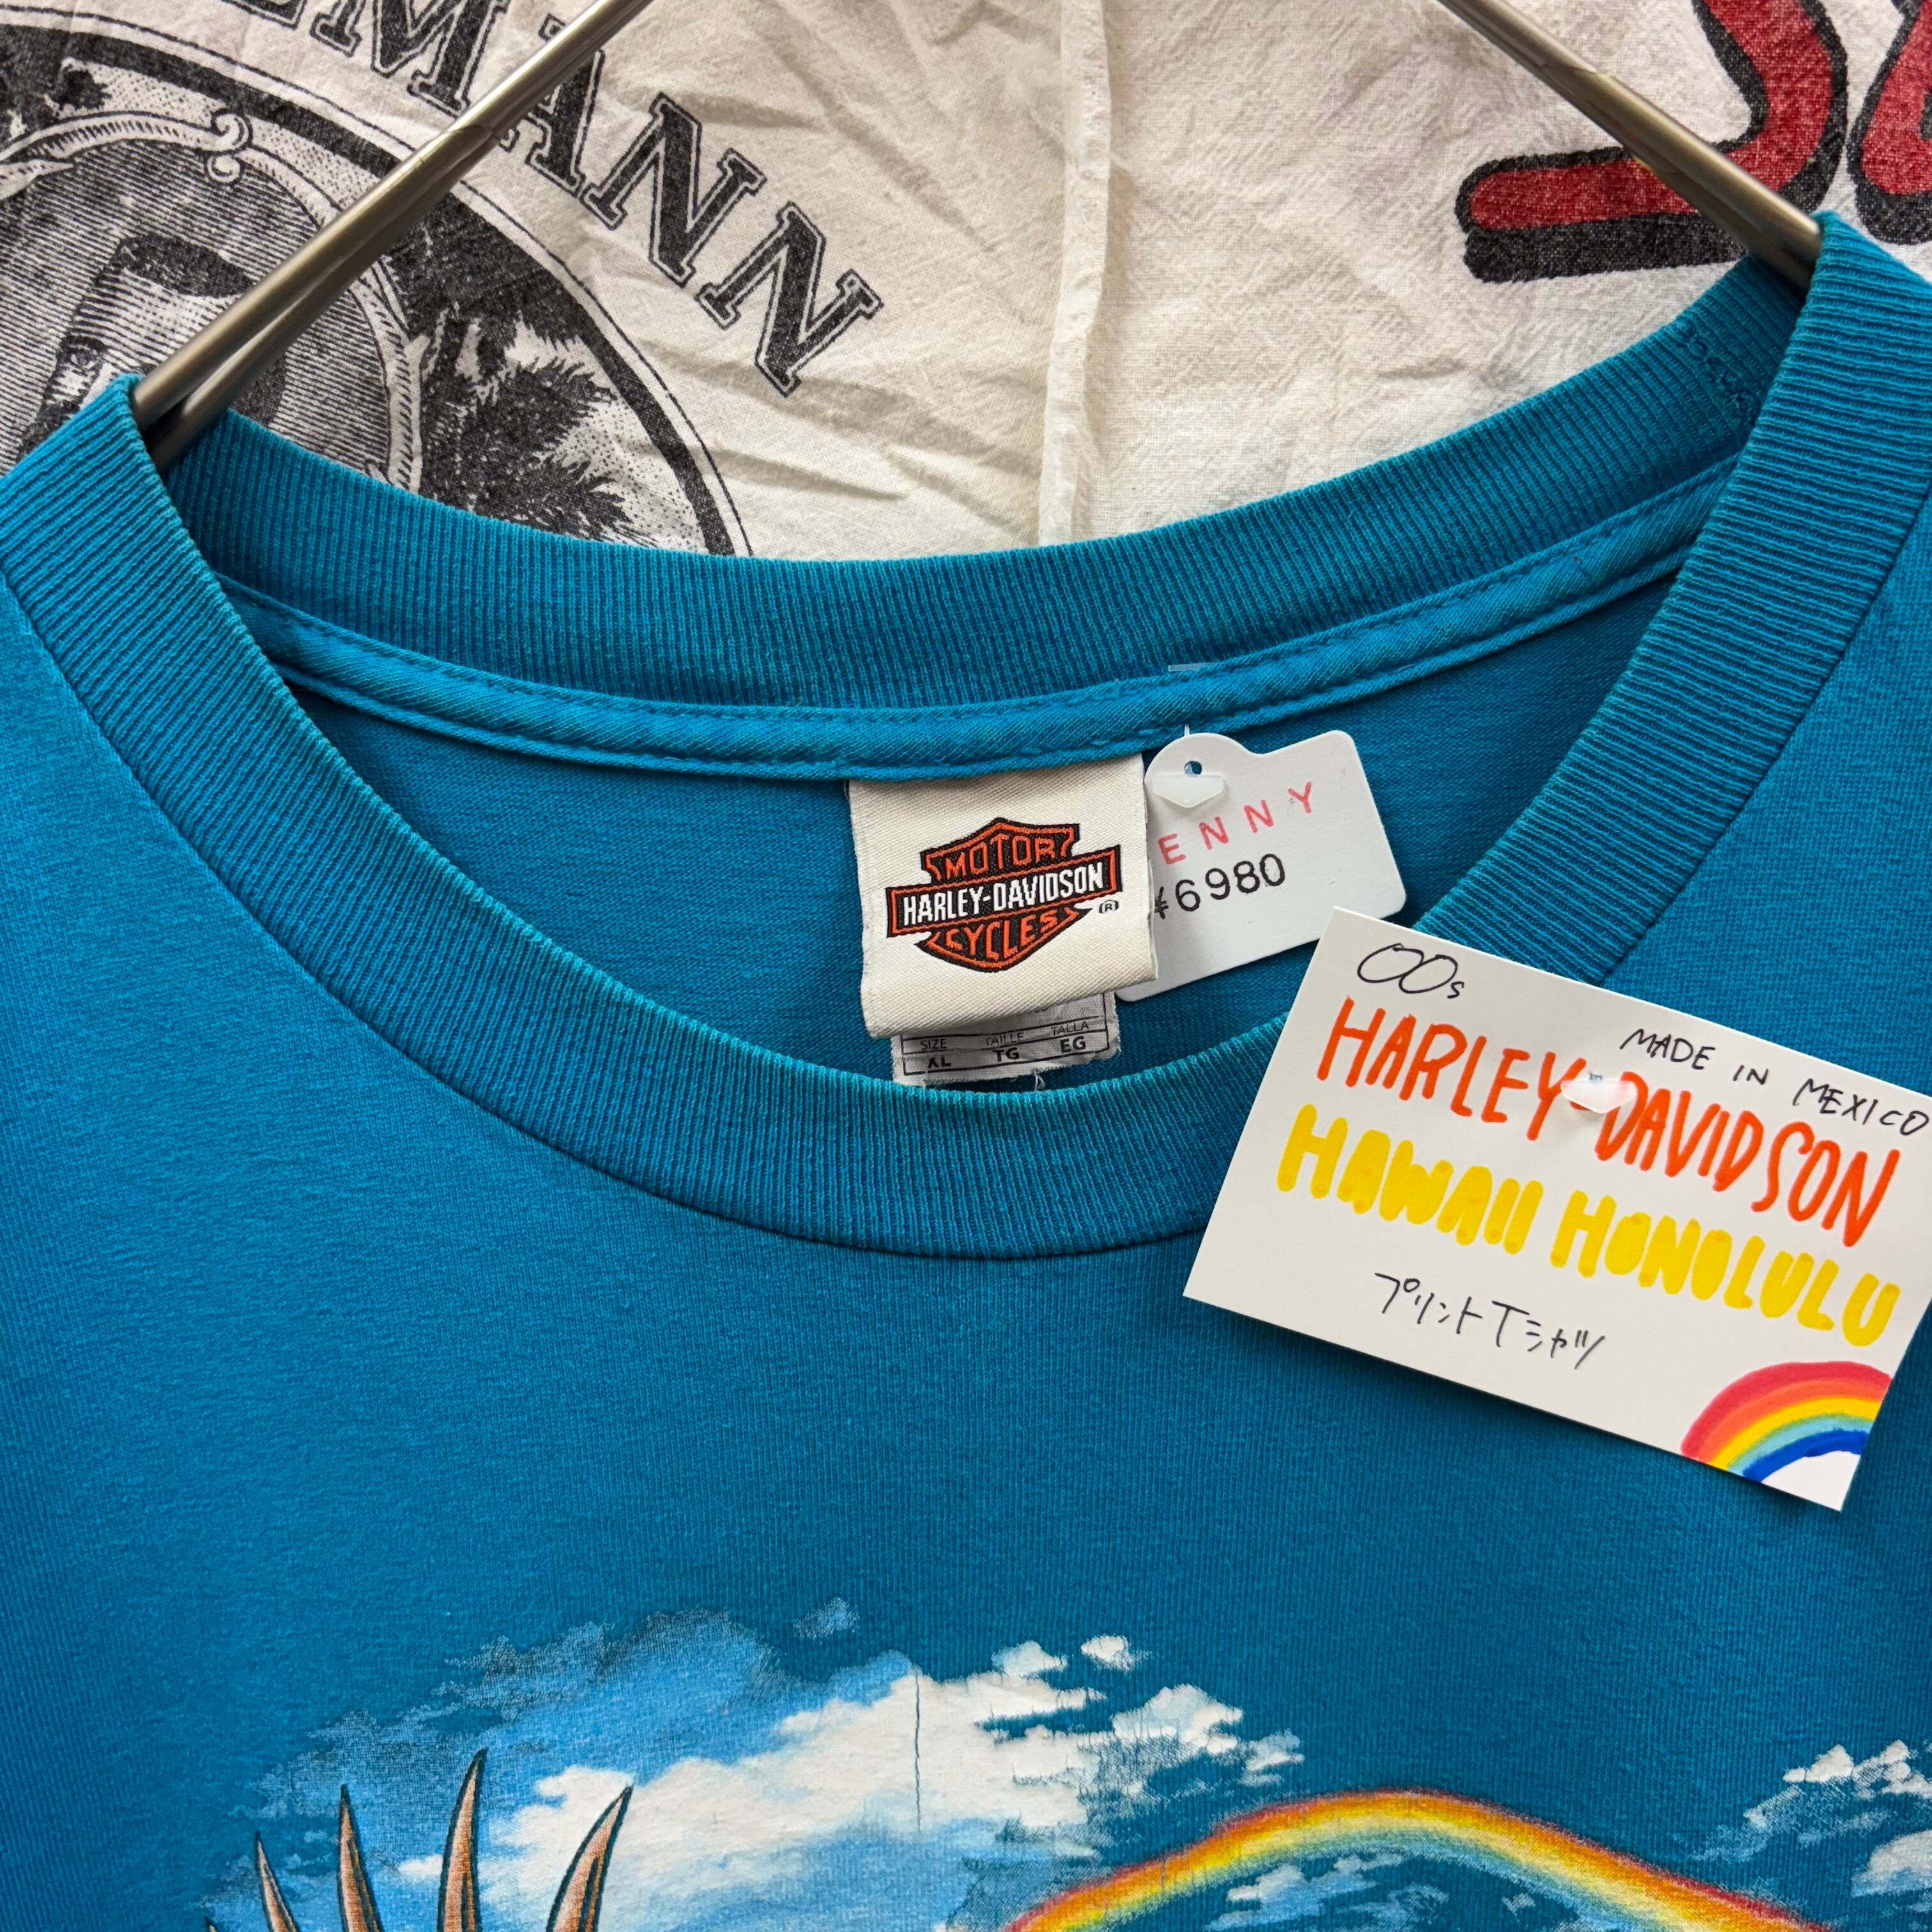 MANN
MOTOR
HARLEY-DAVIDSON
CYCLES
®
ENNY
¥6980
SIZE TAILLE TALLA
XL TG EG
00s
MADE IN MEXICO
HARLEY-DAVIDSON
HAWAII HONOLULU
プリントTシャツ